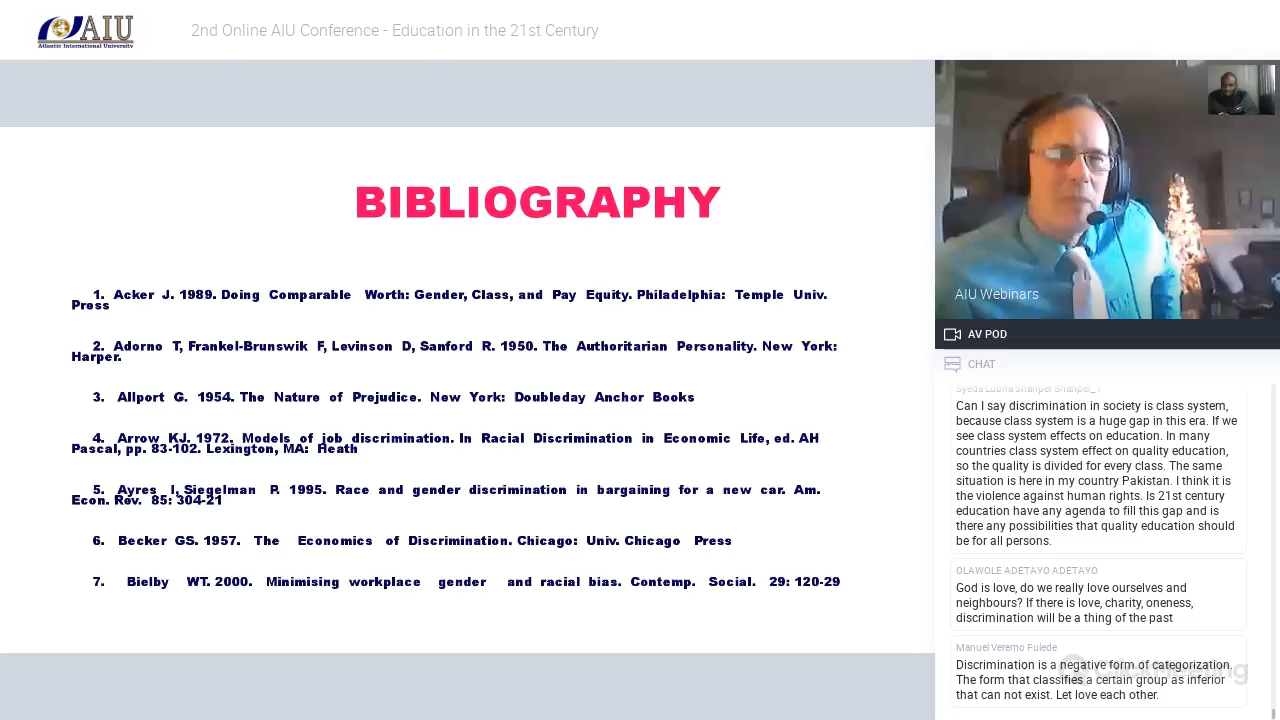 AIU
Atlantic International University
2nd Online AIU Conference - Education in the 21st Century
BIBLIOGRAPHY
1. Acker J. 1989. Doing Comparable Worth: Gender, Class, and Pay Equity. Philadelphia: Temple Univ.
Press
2. Adorno T, Frankel-Brunswik F, Levinson D, Sanford R. 1950. The Authoritarian Personality. New York:
Harper.
3. Allport G. 1954. The Nature of Prejudice. New York: Doubleday Anchor Books
4. Arrow KJ. 1972. Models of job discrimination. In Racial Discrimination in Economic Life, ed. AH
Pascal, pp. 83-102. Lexington, MA: Heath
5. Ayres I, Siegelman P. 1995. Race and gender discrimination in bargaining for a new car. Am.
Econ. Rev. 85: 304-21
6. Becker GS. 1957. The Economics of Discrimination. Chicago: Univ. Chicago Press
7. Bielby WT. 2000. Minimising workplace gender and racial bias. Contemp. Social. 29: 120-29
AIU Webinars
AV POD
CHAT
Syeda Lubna Shanper Shanper_1
Can I say discrimination in society is class system,
because class system is a huge gap in this era. If we
see class system effects on education. In many
countries class system effect on quality education,
so the quality is divided for every class. The same
situation is here in my country Pakistan. I think it is
the violence against human rights. Is 21st century
education have any agenda to fill this gap and is
there any possibilities that quality education should
be for all persons.
OLAWOLE ADETAYO ADETAYO
God is love, do we really love ourselves and
neighbours? If there is love, charity, oneness,
discrimination will be a thing of the past
Manuel Veremo Fulede
Discrimination is a negative form of categorization.
The form that classifies a certain group as inferior
that can not exist. Let love each other.
ClickMeeting